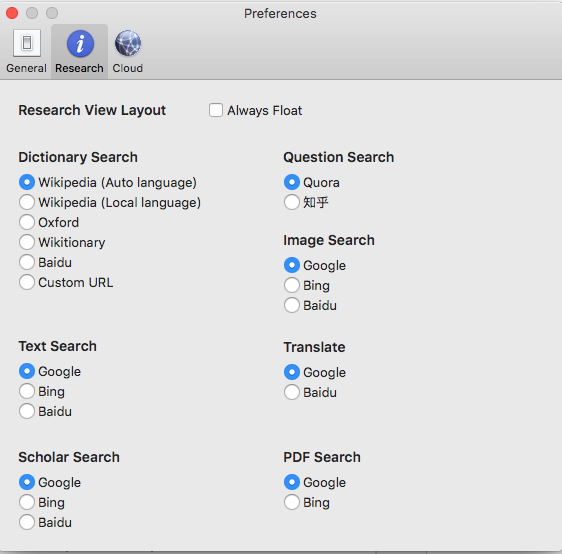 Preferences
General
Research
Cloud
Research View Layout
Always Float
Dictionary Search
Wikipedia (Auto language)
Wikipedia (Local language)
Oxford
Wikitionary
Baidu
Custom URL
Question Search
Quora
知乎
Image Search
Google
Bing
Baidu
Text Search
Google
Bing
Baidu
Translate
Google
Baidu
Scholar Search
Google
Bing
Baidu
PDF Search
Google
Bing